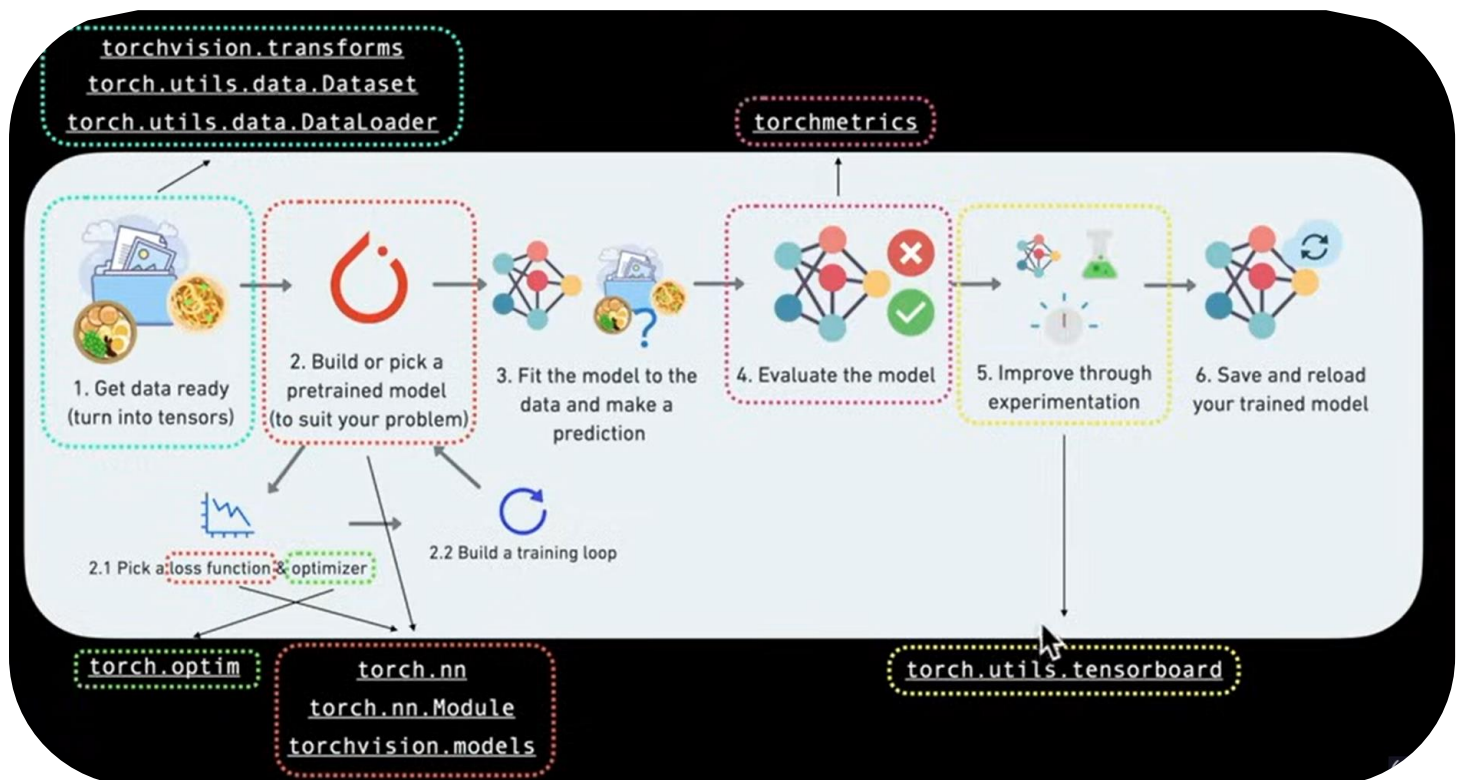 torchvision.transforms
torch.utils.data.Dataset
torch.utils.data.DataLoader
torchmetrics
1. Get data ready
(turn into tensors)
2. Build or pick a
pretrained model
(to suit your problem)
3. Fit the model to the
data and make a
prediction
4. Evaluate the model
5. Improve through
experimentation
6. Save and reload
your trained model
2.1 Pick a loss function & optimizer
2.2 Build a training loop
torch.optim
torch.nn
torch.nn.Module
torchvision.models
torch.utils.tensorboard